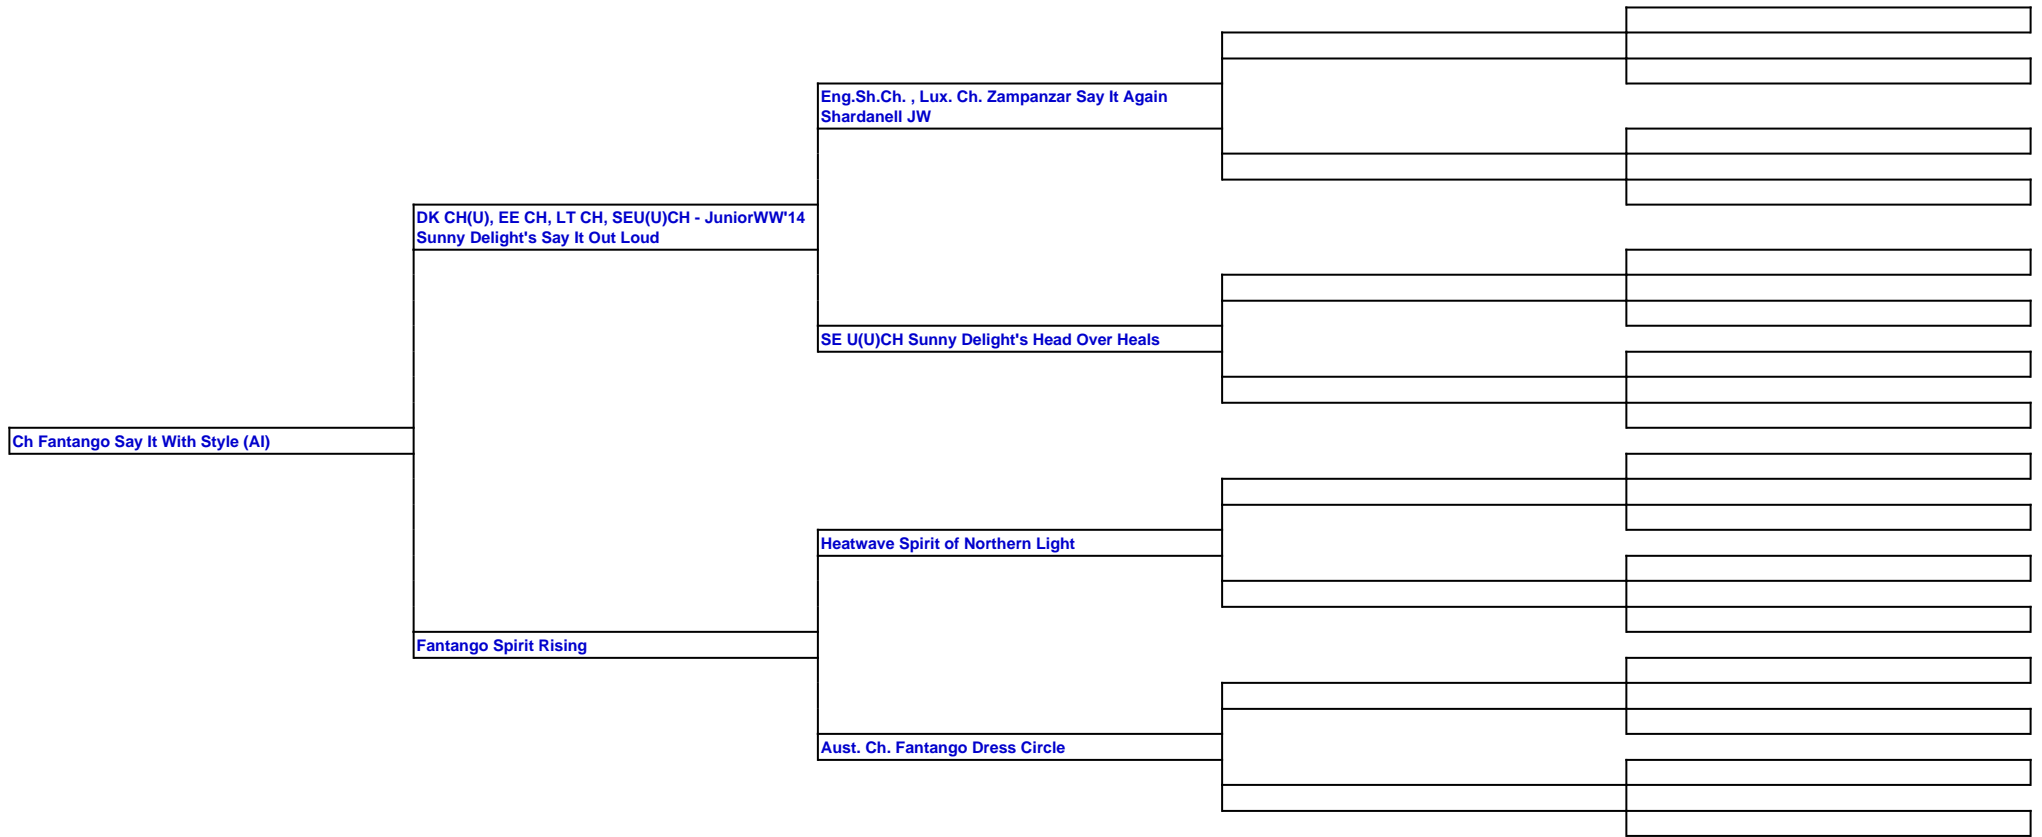 Eng.Sh.Ch. , Lux. Ch. Zampanzar Say It Again
Shardanell JW
DK CH(U), EE CH, LT CH, SEU(U)CH - JuniorWW'14
Sunny Delight's Say It Out Loud
SE U(U)CH Sunny Delight's Head Over Heals
Ch Fantango Say It With Style (AI)
Heatwave Spirit of Northern Light
Fantango Spirit Rising
Aust. Ch. Fantango Dress Circle